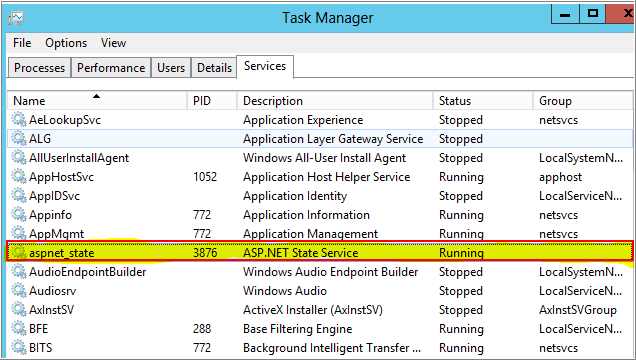 Task Manager
File Options View
Processes Performance Users Details Services
Name PID Description Status Group
AeLookupSvc Application Experience Stopped netsvcs
ALG Application Layer Gateway Service Stopped
AllUserInstallAgent Windows All-User Install Agent Stopped LocalSystemN...
AppHostSvc 1052 Application Host Helper Service Running apphost
AppIDSvc Application Identity Stopped LocalServiceN...
Appinfo 772 Application Information Running netsvcs
AppMgmt 772 Application Management Running netsvcs
aspnet_state 3876 ASP.NET State Service Running
AudioEndpointBuilder Windows Audio Endpoint Builder Stopped LocalSystemN...
Audiosrv Windows Audio Stopped LocalServiceN...
AxInstSV ActiveX Installer (AxInstSV) Stopped AxInstSVGroup
BFE 288 Base Filtering Engine Running LocalServiceN...
BITS 772 Background Intelligent Transfer ... Running netsvcs